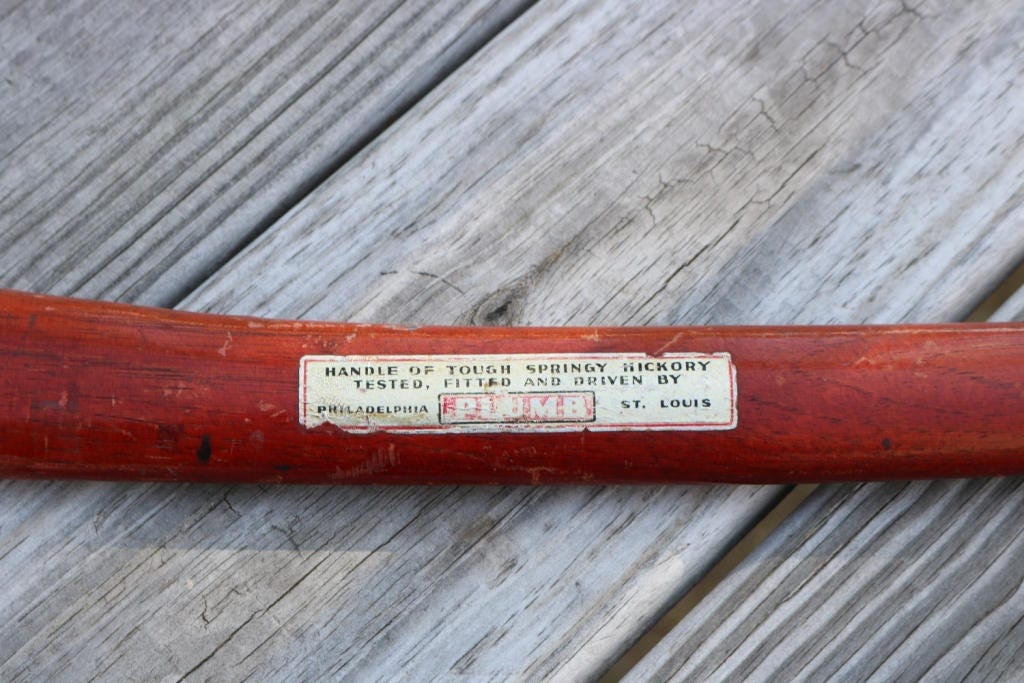 HANDLE OF TOUGH SPRINGY HICKORY
TESTED, FITTED AND DRIVEN BY
PHILADELPHIA PLUMB ST. LOUIS